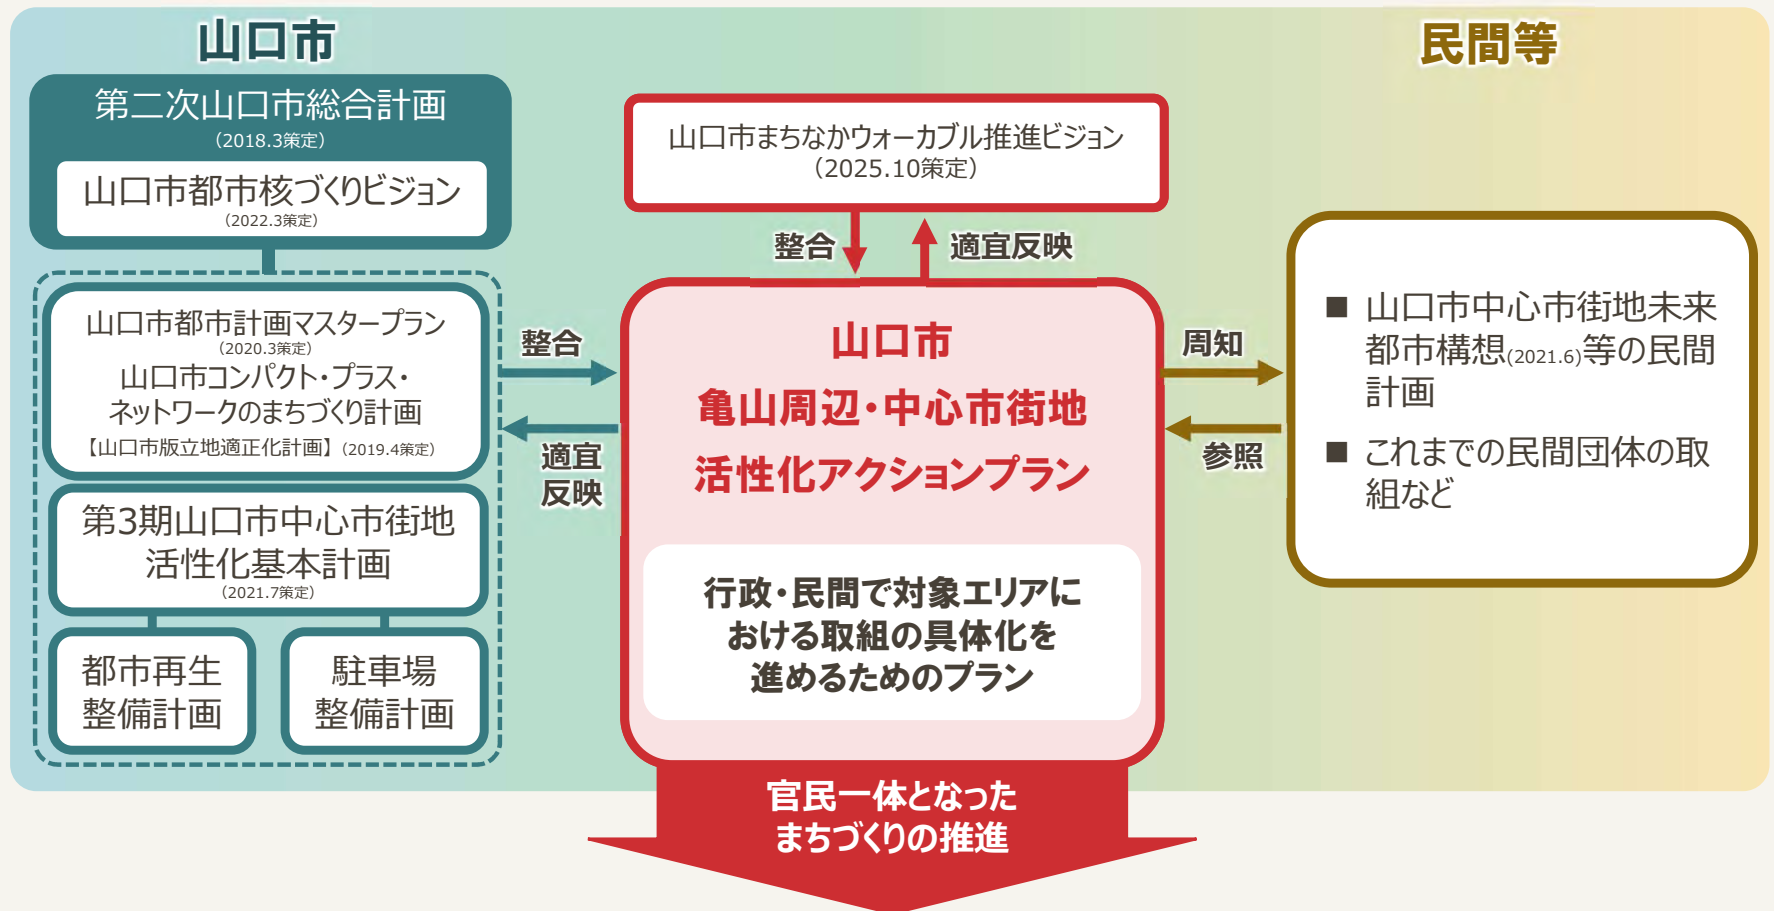 山口市
第二次山口市総合計画
（2018.3策定）
山口市都市核づくりビジョン
（2022.3策定）
山口市都市計画マスタープラン
（2020.3策定）
山口市コンパクト・プラス・
ネットワークのまちづくり計画
【山口市版立地適正化計画】（2019.4策定）
第3期山口市中心市街地
活性化基本計画
（2021.7策定）
都市再生
整備計画
駐車場
整備計画
整合
適宜
反映
山口市まちなかウォーカブル推進ビジョン
（2025.10策定）
整合
適宜反映
山口市
亀山周辺・中心市街地
活性化アクションプラン
行政・民間で対象エリアに
おける取組の具体化を
進めるためのプラン
官民一体となった
まちづくりの推進
周知
参照
民間等
■ 山口市中心市街地未来
都市構想(2021.6)等の民間
計画
■ これまでの民間団体の取
組など